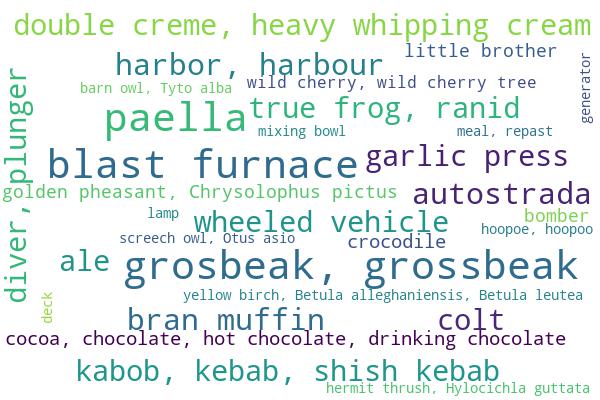 double creme, heavy whipping cream
little brother
harbor, harbour
generator
diver, plunger
barn owl, Tyto alba
wild cherry, wild cherry tree
paella
true frog, ranid
mixing bowl
meal, repast
blast furnace
garlic press
golden pheasant, Chrysolophus pictus
autostrada
lamp
wheeled vehicle
bomber
hoopoe, hoopoo
screech owl, Otus asio
crocodile
ale
grosbeak, grossbeak
deck
yellow birch, Betula alleghaniensis, Betula leutea
bran muffin
colt
cocoa, chocolate, hot chocolate, drinking chocolate
kabob, kebab, shish kebab
hermit thrush, Hylocichla guttata